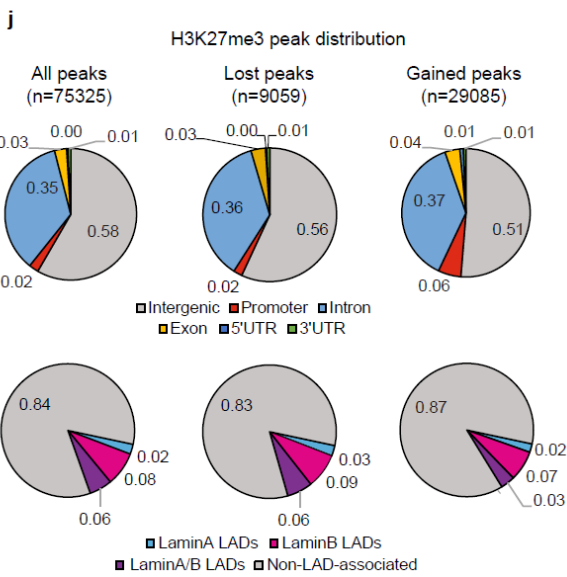 j
H3K27me3 peak distribution
All peaks Lost peaks Gained peaks
(n=75325) (n=9059) (n=29085)
0.03 0.00 0.01 0.03 0.00 0.01 0.04 0.01 0.01
0.35 0.58 0.02
0.36 0.56 0.02
0.37 0.51 0.06
Intergenic Promoter Intron
Exon 5'UTR 3'UTR
0.84 0.02 0.08 0.06
0.83 0.03 0.09 0.06
0.87 0.02 0.07 0.03
LaminA LADs LaminB LADs
LaminA/B LADs Non-LAD-associated